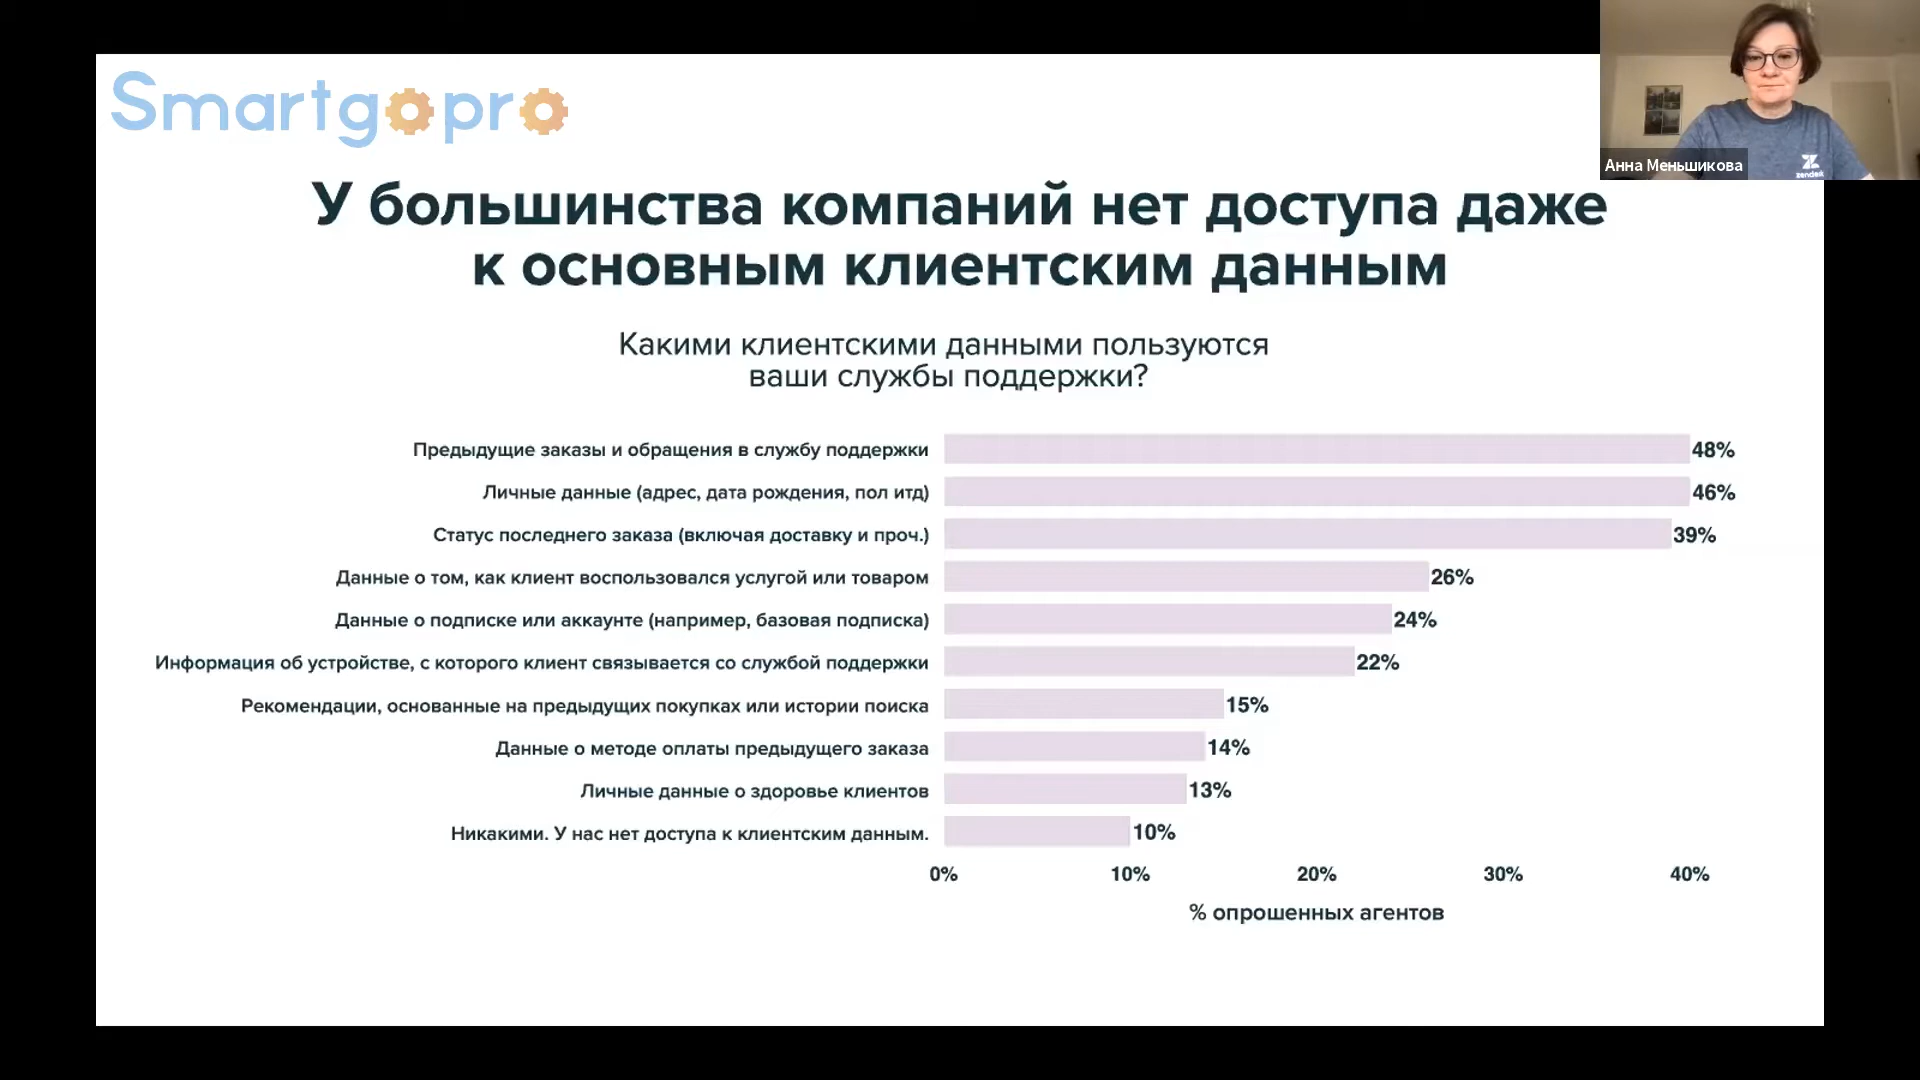 Smartgopro
Анна Меньшикова
zendesk
У большинства компаний нет доступа даже
к основным клиентским данным
Какими клиентскими данными пользуются
ваши службы поддержки?
Предыдущие заказы и обращения в службу поддержки 48%
Личные данные (адрес, дата рождения, пол итд) 46%
Статус последнего заказа (включая доставку и проч.) 39%
Данные о том, как клиент воспользовался услугой или товаром 26%
Данные о подписке или аккаунте (например, базовая подписка) 24%
Информация об устройстве, с которого клиент связывается со службой поддержки 22%
Рекомендации, основанные на предыдущих покупках или истории поиска 15%
Данные о методе оплаты предыдущего заказа 14%
Личные данные о здоровье клиентов 13%
Никакими. У нас нет доступа к клиентским данным. 10%
0% 10% 20% 30% 40%
% опрошенных агентов